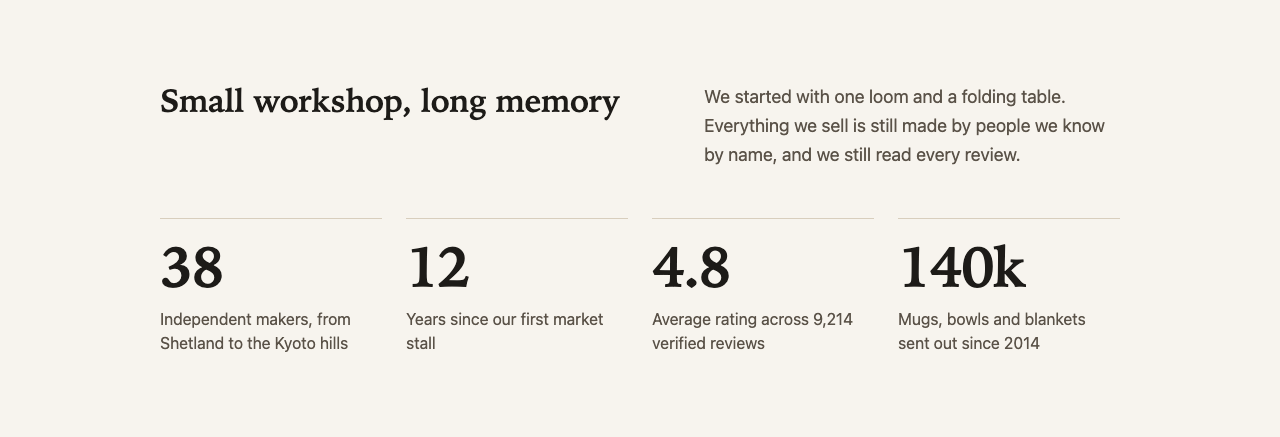 Small workshop, long memory
We started with one loom and a folding table.
Everything we sell is still made by people we know
by name, and we still read every review.
38
Independent makers, from
Shetland to the Kyoto hills
12
Years since our first market
stall
4.8
Average rating across 9,214
verified reviews
140k
Mugs, bowls and blankets
sent out since 2014